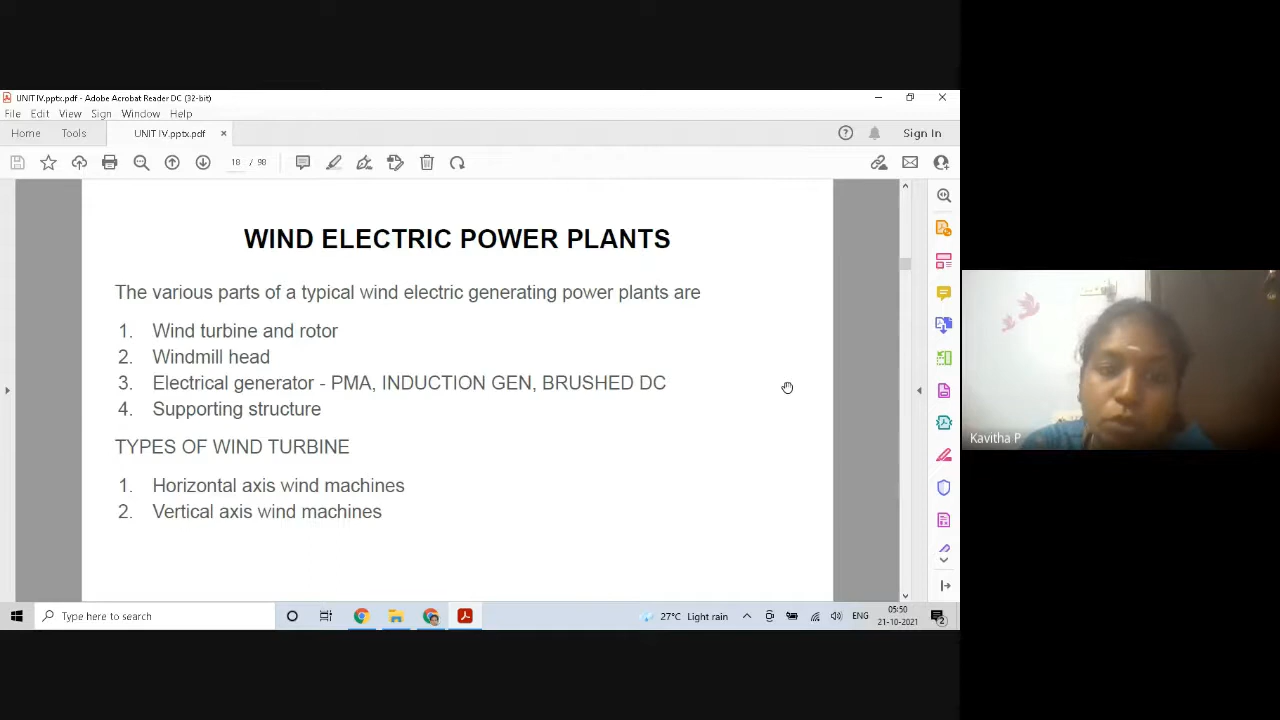 UNIT IV.pptx.pdf - Adobe Acrobat Reader DC (32-bit)
File Edit View Sign Window Help
Home Tools UNIT IV.pptx.pdf × Sign In
18 / 90
WIND ELECTRIC POWER PLANTS
The various parts of a typical wind electric generating power plants are
1. Wind turbine and rotor
2. Windmill head
3. Electrical generator - PMA, INDUCTION GEN, BRUSHED DC
4. Supporting structure
TYPES OF WIND TURBINE
1. Horizontal axis wind machines
2. Vertical axis wind machines
Kavitha P
Type here to search
27°C Light rain
ENG
05:50
21-10-2021
2